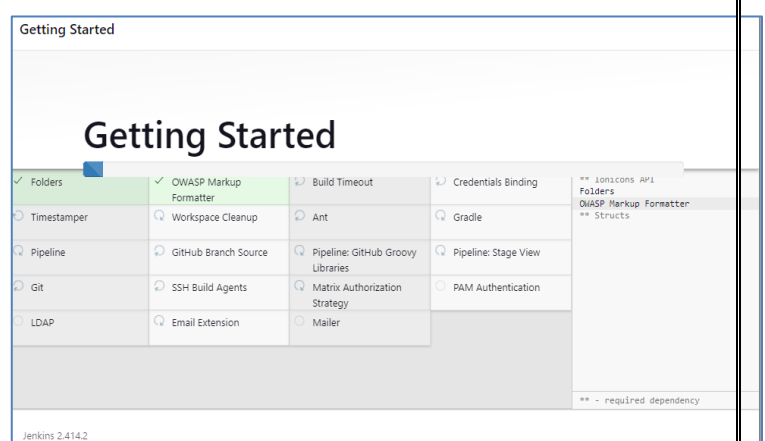 Getting Started
Getting Started
Folders
OWASP Markup
Formatter
Build Timeout
Credentials Binding
Timestamper
Workspace Cleanup
Ant
Gradle
Pipeline
GitHub Branch Source
Pipeline: GitHub Groovy
Libraries
Pipeline: Stage View
Git
SSH Build Agents
Matrix Authorization
Strategy
PAM Authentication
LDAP
Email Extension
Mailer
** Ionicons API
Folders
OWASP Markup Formatter
** Structs
** - required dependency
Jenkins 2.414.2